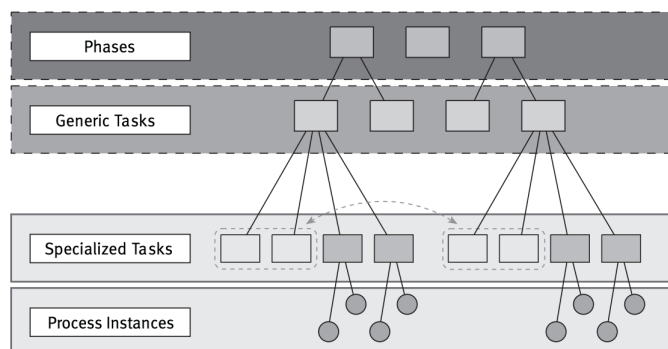 Phases
Generic Tasks
Specialized Tasks
Process Instances